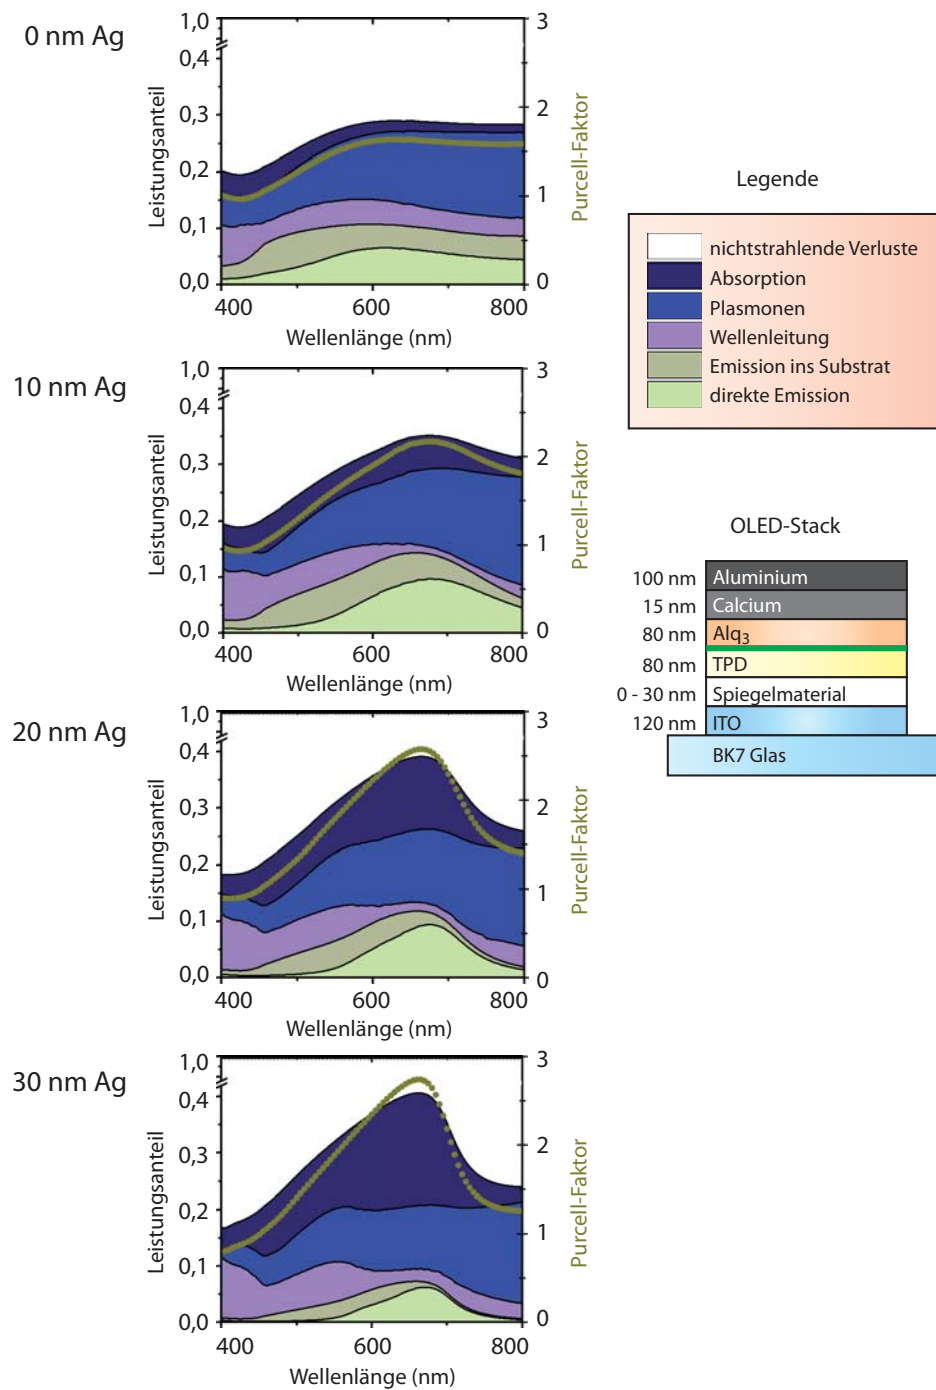 0 nm Ag
1,0
0,4
0,3
0,2
0,1
0,0
Leistungsanteil
3
2
1
0
Purcell-Faktor
400 600 800
Wellenlänge (nm)
10 nm Ag
1,0
0,4
0,3
0,2
0,1
0,0
Leistungsanteil
3
2
1
0
Purcell-Faktor
400 600 800
Wellenlänge (nm)
20 nm Ag
1,0
0,4
0,3
0,2
0,1
0,0
Leistungsanteil
3
2
1
0
Purcell-Faktor
400 600 800
Wellenlänge (nm)
30 nm Ag
1,0
0,4
0,3
0,2
0,1
0,0
Leistungsanteil
3
2
1
0
Purcell-Faktor
400 600 800
Wellenlänge (nm)
Legende
nichtstrahlende Verluste
Absorption
Plasmonen
Wellenleitung
Emission ins Substrat
direkte Emission
OLED-Stack
100 nm Aluminium
15 nm Calcium
80 nm Alq₃
80 nm TPD
0 - 30 nm Spiegelmaterial
120 nm ITO
BK7 Glas